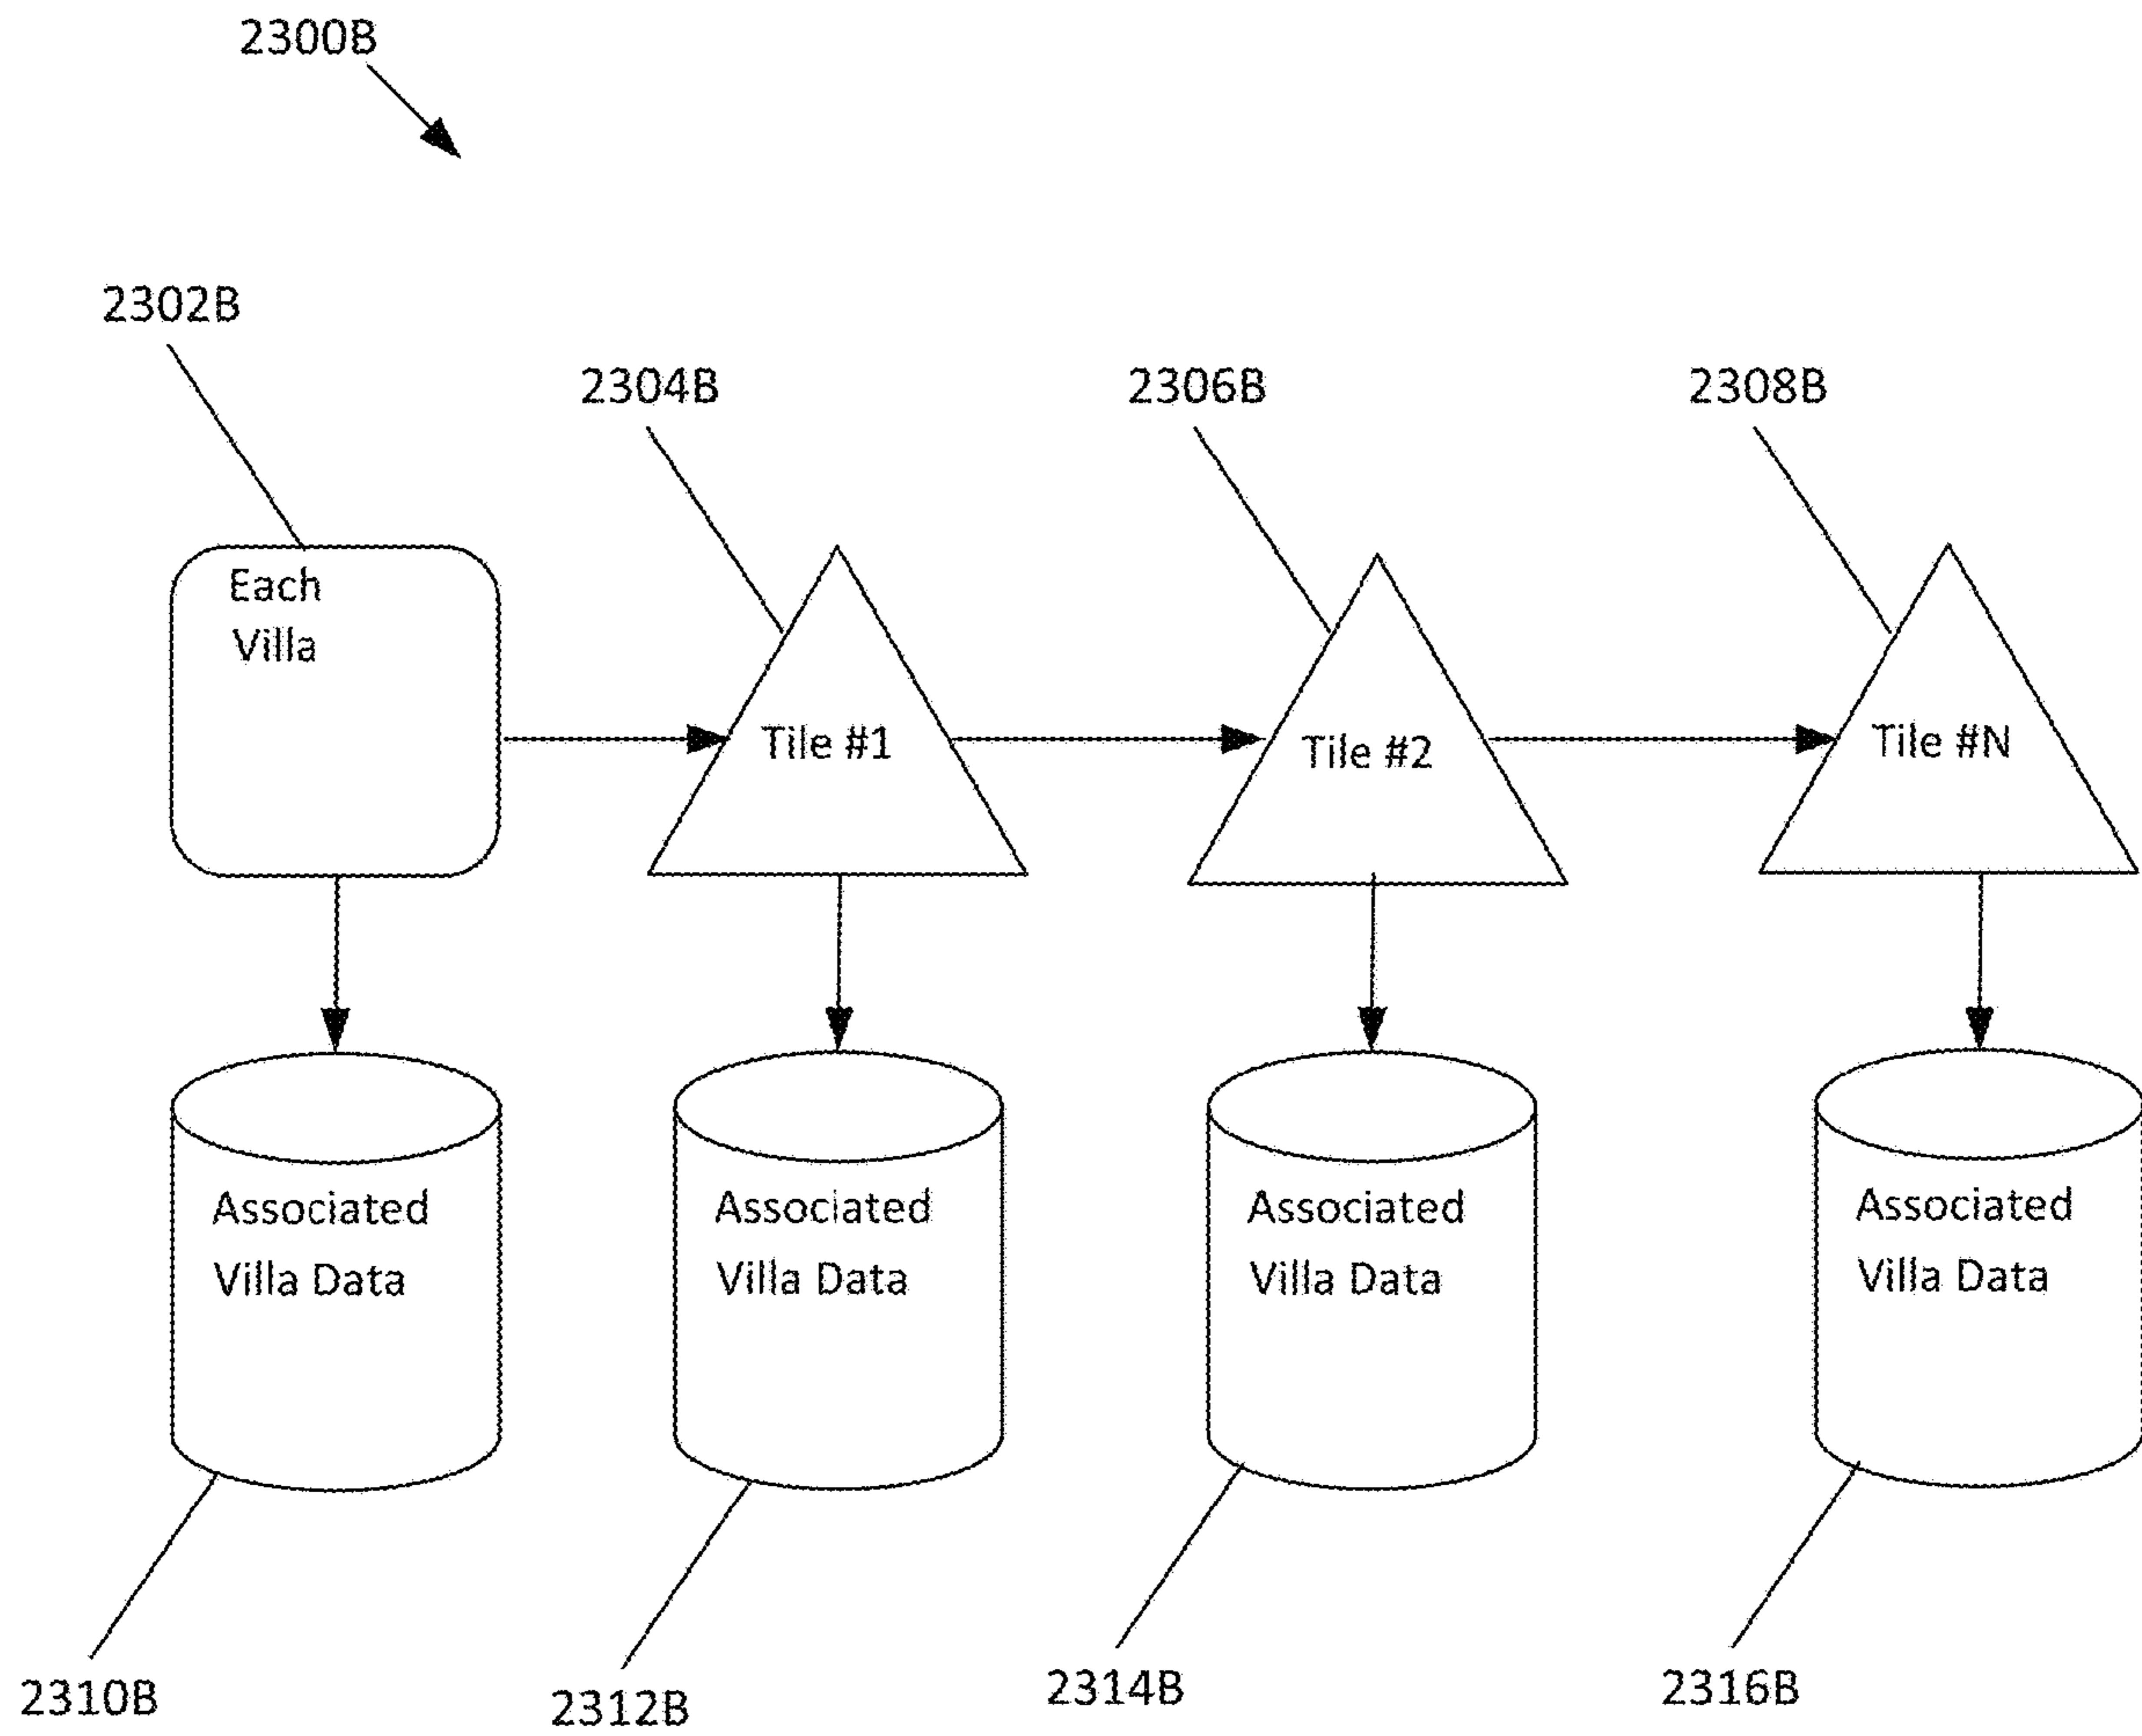 2300B
2302B
2304B
2306B
2308B
Each
Villa
Tile #1
Tile #2
Tile #N
Associated
Villa Data
Associated
Villa Data
Associated
Villa Data
Associated
Villa Data
2310B
2312B
2314B
2316B